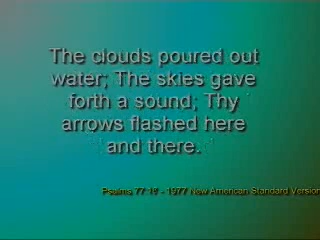 The clouds poured out
water; The skies gave
forth a sound; Thy
arrows flashed here
and there.
Psalms 77:17 - 1977 New American Standard Version